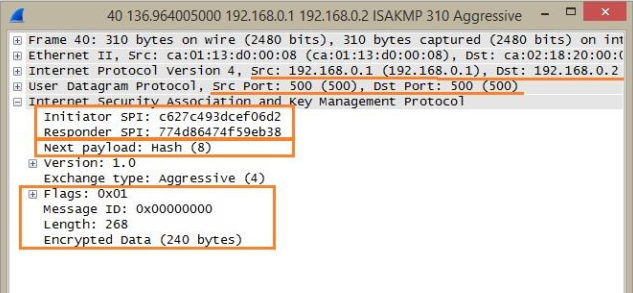 40 136.964005000 192.168.0.1 192.168.0.2 ISAKMP 310 Aggressive
Frame 40: 310 bytes on wire (2480 bits), 310 bytes captured (2480 bits) on int
Ethernet II, Src: ca:01:13:d0:00:08 (ca:01:13:d0:00:08), Dst: ca:02:18:20:00:0
Internet Protocol Version 4, Src: 192.168.0.1 (192.168.0.1), Dst: 192.168.0.2
User Datagram Protocol, Src Port: 500 (500), Dst Port: 500 (500)
Internet Security Association and Key Management Protocol
Initiator SPI: c627c493dcef06d2
Responder SPI: 774d86474f59eb38
Next payload: Hash (8)
Version: 1.0
Exchange type: Aggressive (4)
Flags: 0x01
Message ID: 0x00000000
Length: 268
Encrypted Data (240 bytes)